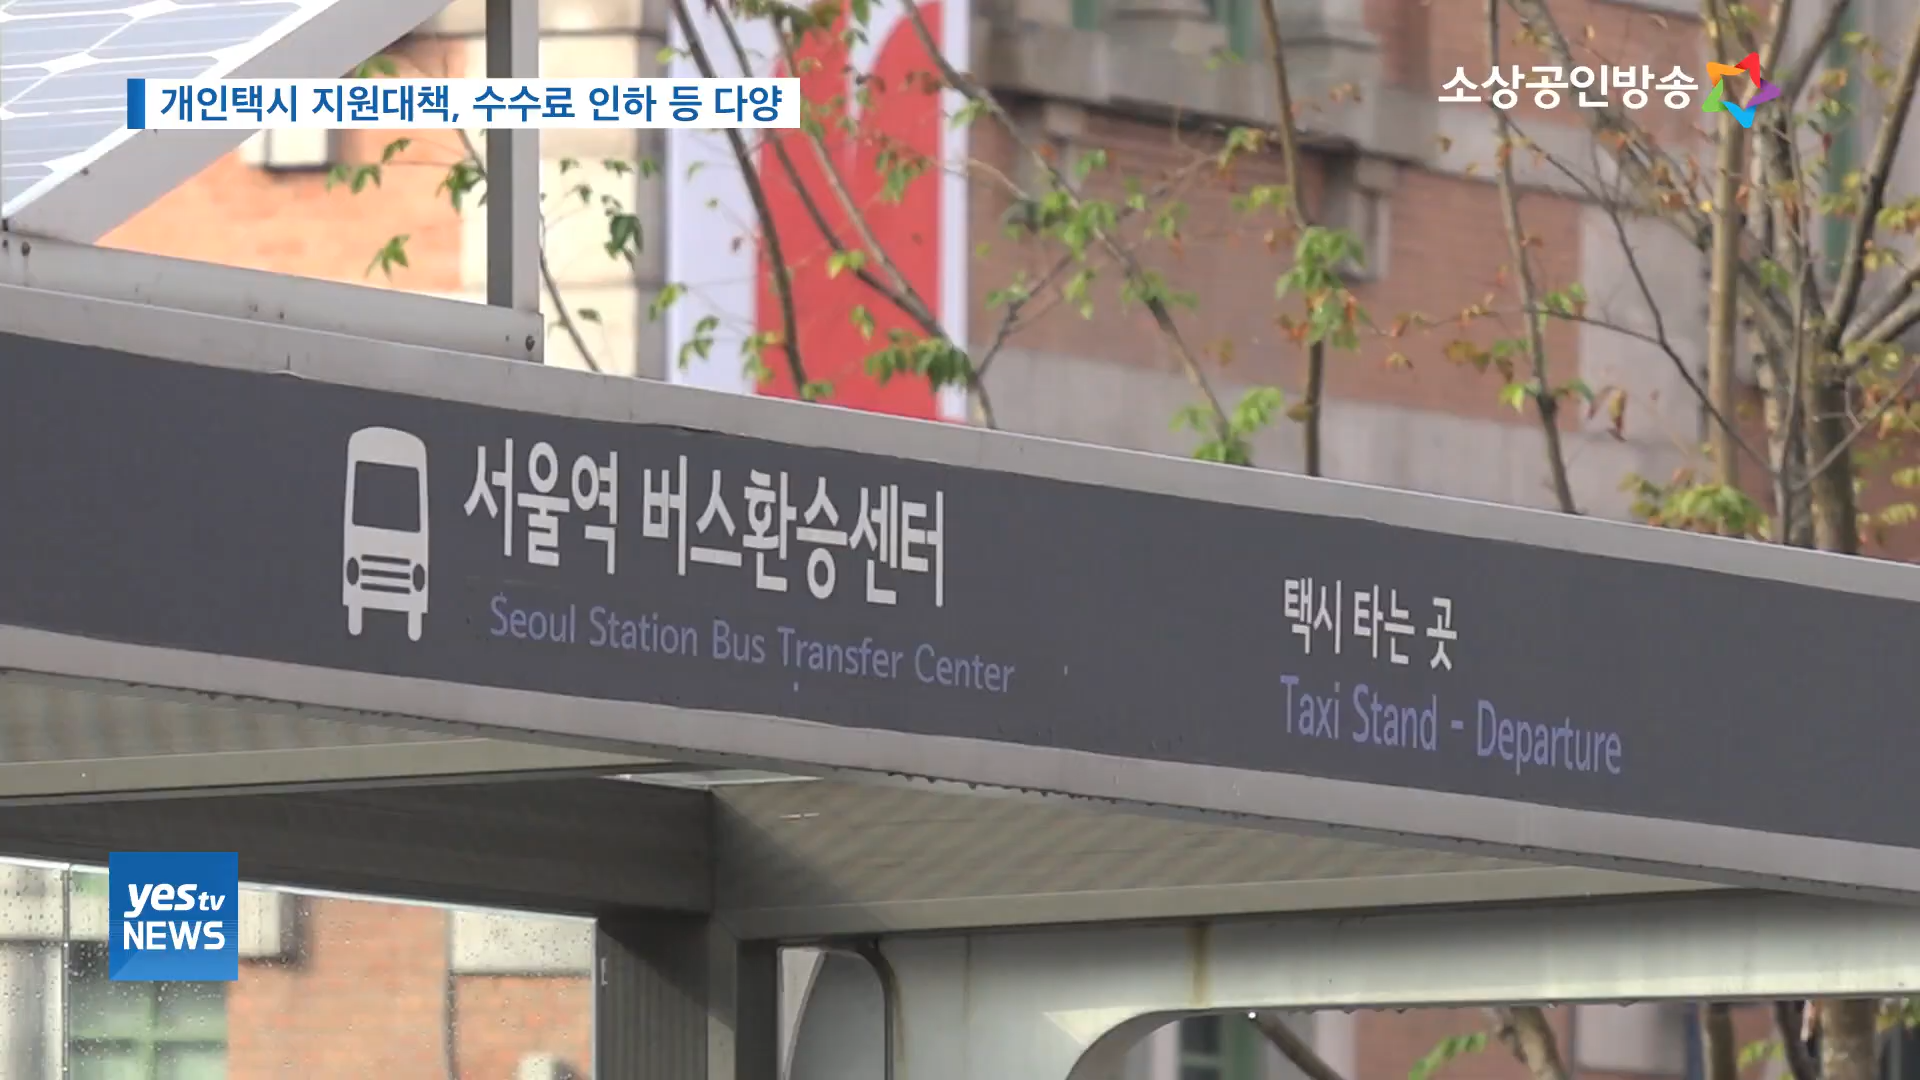 개인택시 지원대책, 수수료 인하 등 다양
소상공인방송
서울역 버스환승센터
Seoul Station Bus Transfer Center
택시 타는 곳
Taxi Stand - Departure
yestv
NEWS